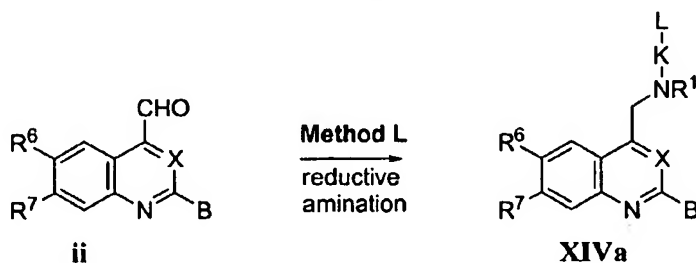 L
K
NR¹
CHO
R⁶
X
R⁷
N
B
ii
Method L
reductive
amination
R⁶
X
R⁷
N
B
XIVa